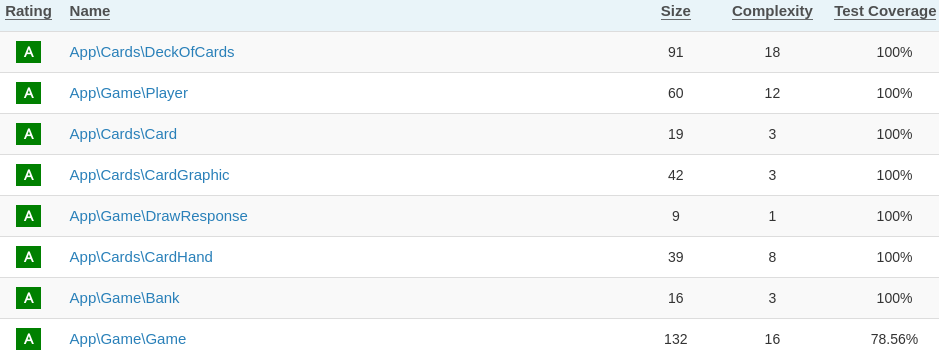 Rating Name Size Complexity Test Coverage
A App\Cards\DeckOfCards 91 18 100%
A App\Game\Player 60 12 100%
A App\Cards\Card 19 3 100%
A App\Cards\CardGraphic 42 3 100%
A App\Game\DrawResponse 9 1 100%
A App\Cards\CardHand 39 8 100%
A App\Game\Bank 16 3 100%
A App\Game\Game 132 16 78.56%